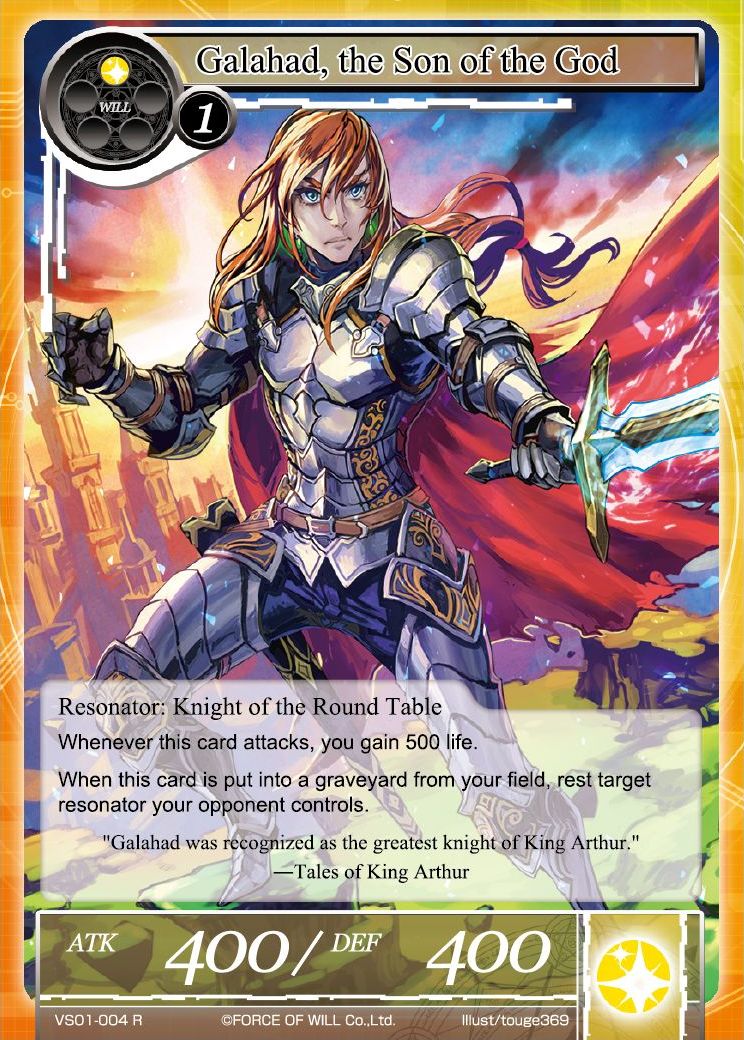 Galahad, the Son of the God
WILL
1
Resonator: Knight of the Round Table
Whenever this card attacks, you gain 500 life.
When this card is put into a graveyard from your field, rest target
resonator your opponent controls.
"Galahad was recognized as the greatest knight of King Arthur."
—Tales of King Arthur
ATK 400/ DEF 400
VS01-004 R ©FORCE OF WILL Co.,Ltd. Illust/touge369